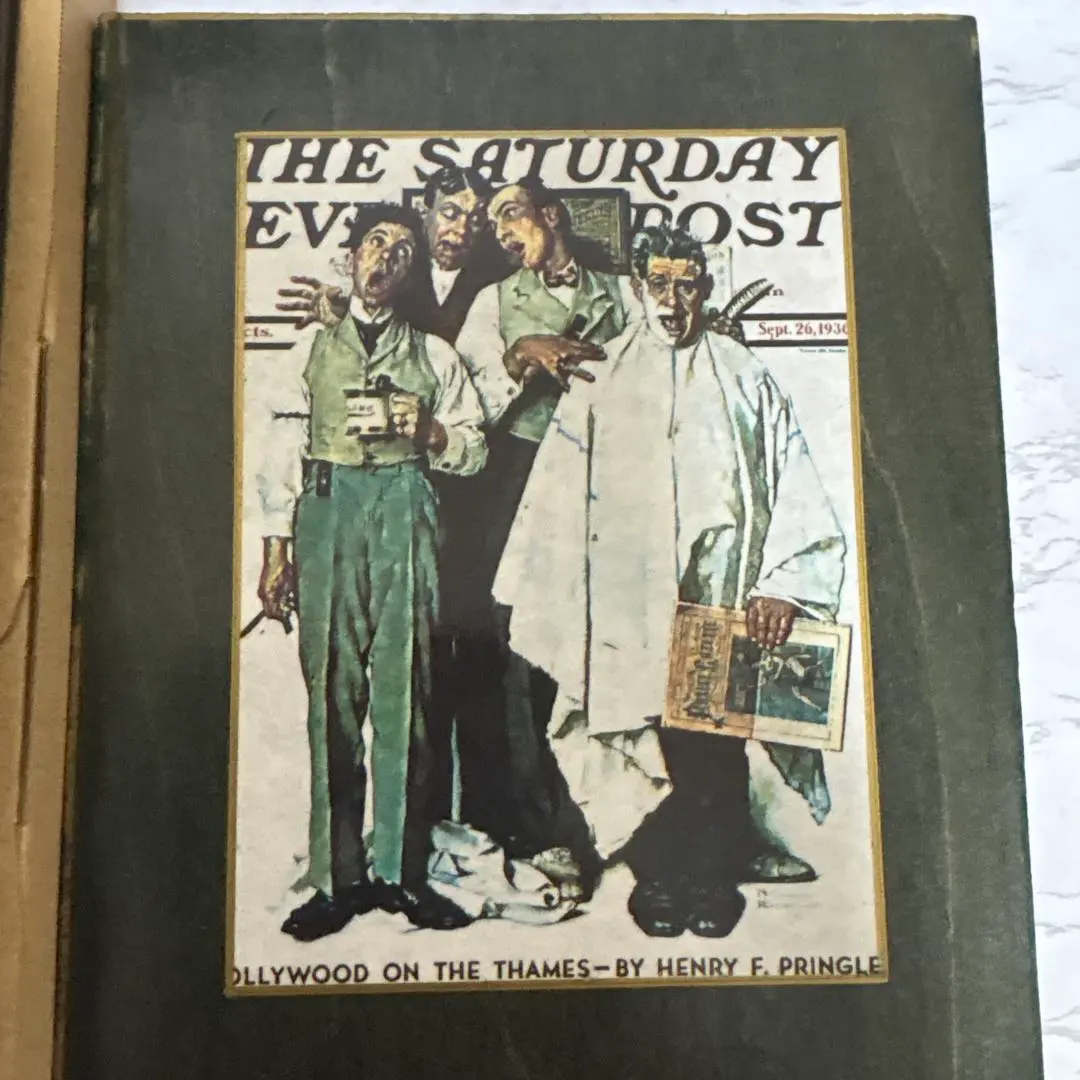 THE SATURDAY
EVE POST
cts.
Sept. 26, 1936
OLLYWOOD ON THE THAMES—BY HENRY F. PRINGLE